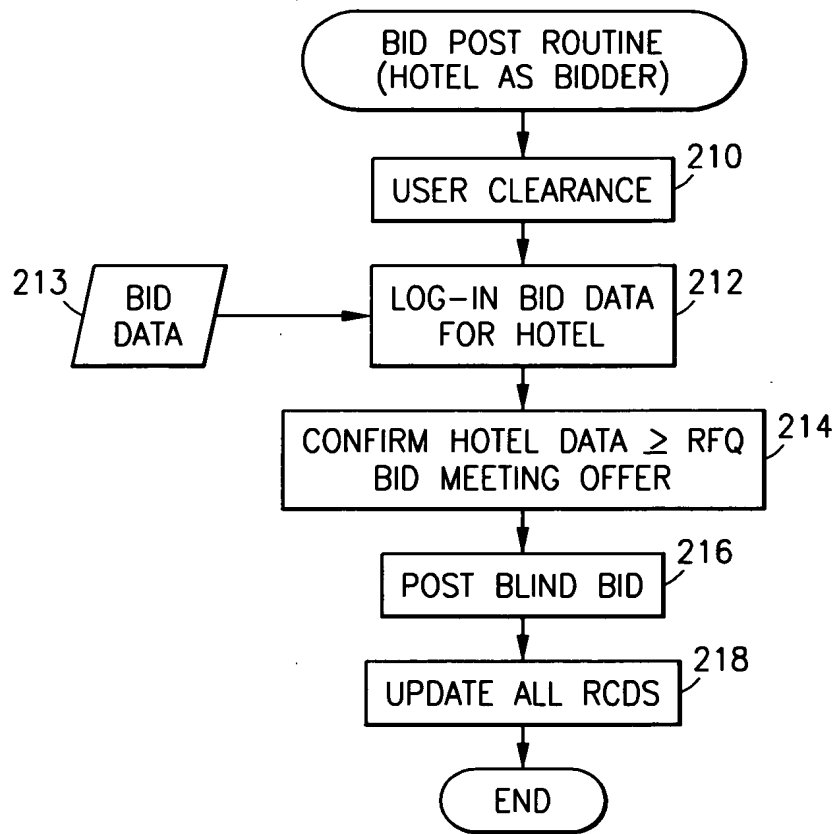 BID POST ROUTINE
(HOTEL AS BIDDER)
210
USER CLEARANCE
213
BID
DATA
212
LOG-IN BID DATA
FOR HOTEL
214
CONFIRM HOTEL DATA ≥ RFQ
BID MEETING OFFER
216
POST BLIND BID
218
UPDATE ALL RCDS
END